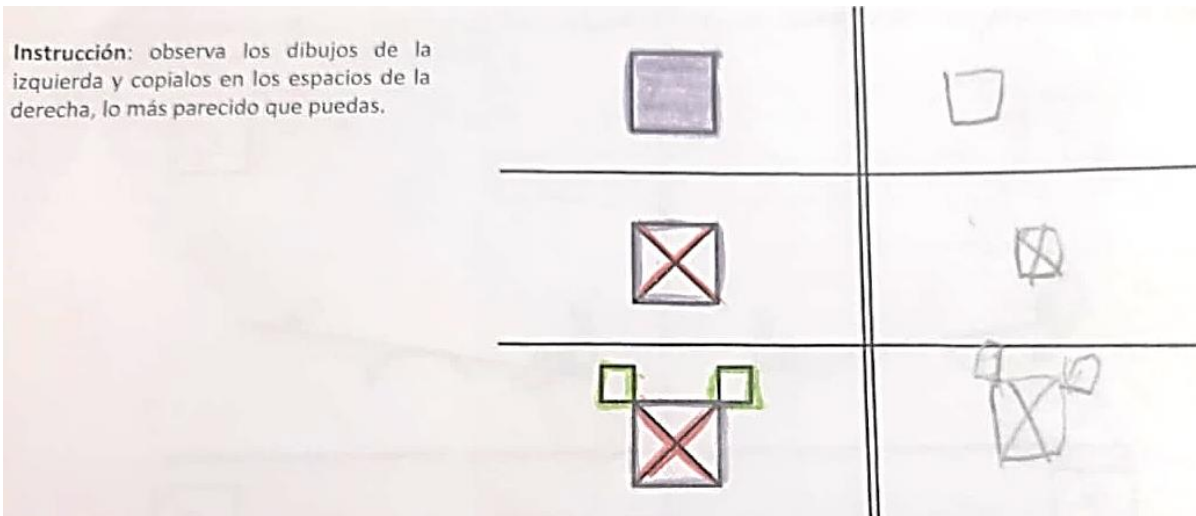 Instrucción: observa los dibujos de la
izquierda y copialos en los espacios de la
derecha, lo más parecido que puedas.